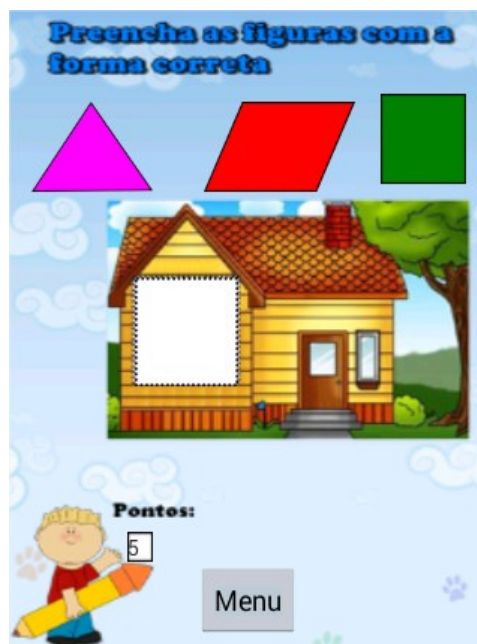 Preencha as figuras com a
forma correta
Pontos:
5
Menu